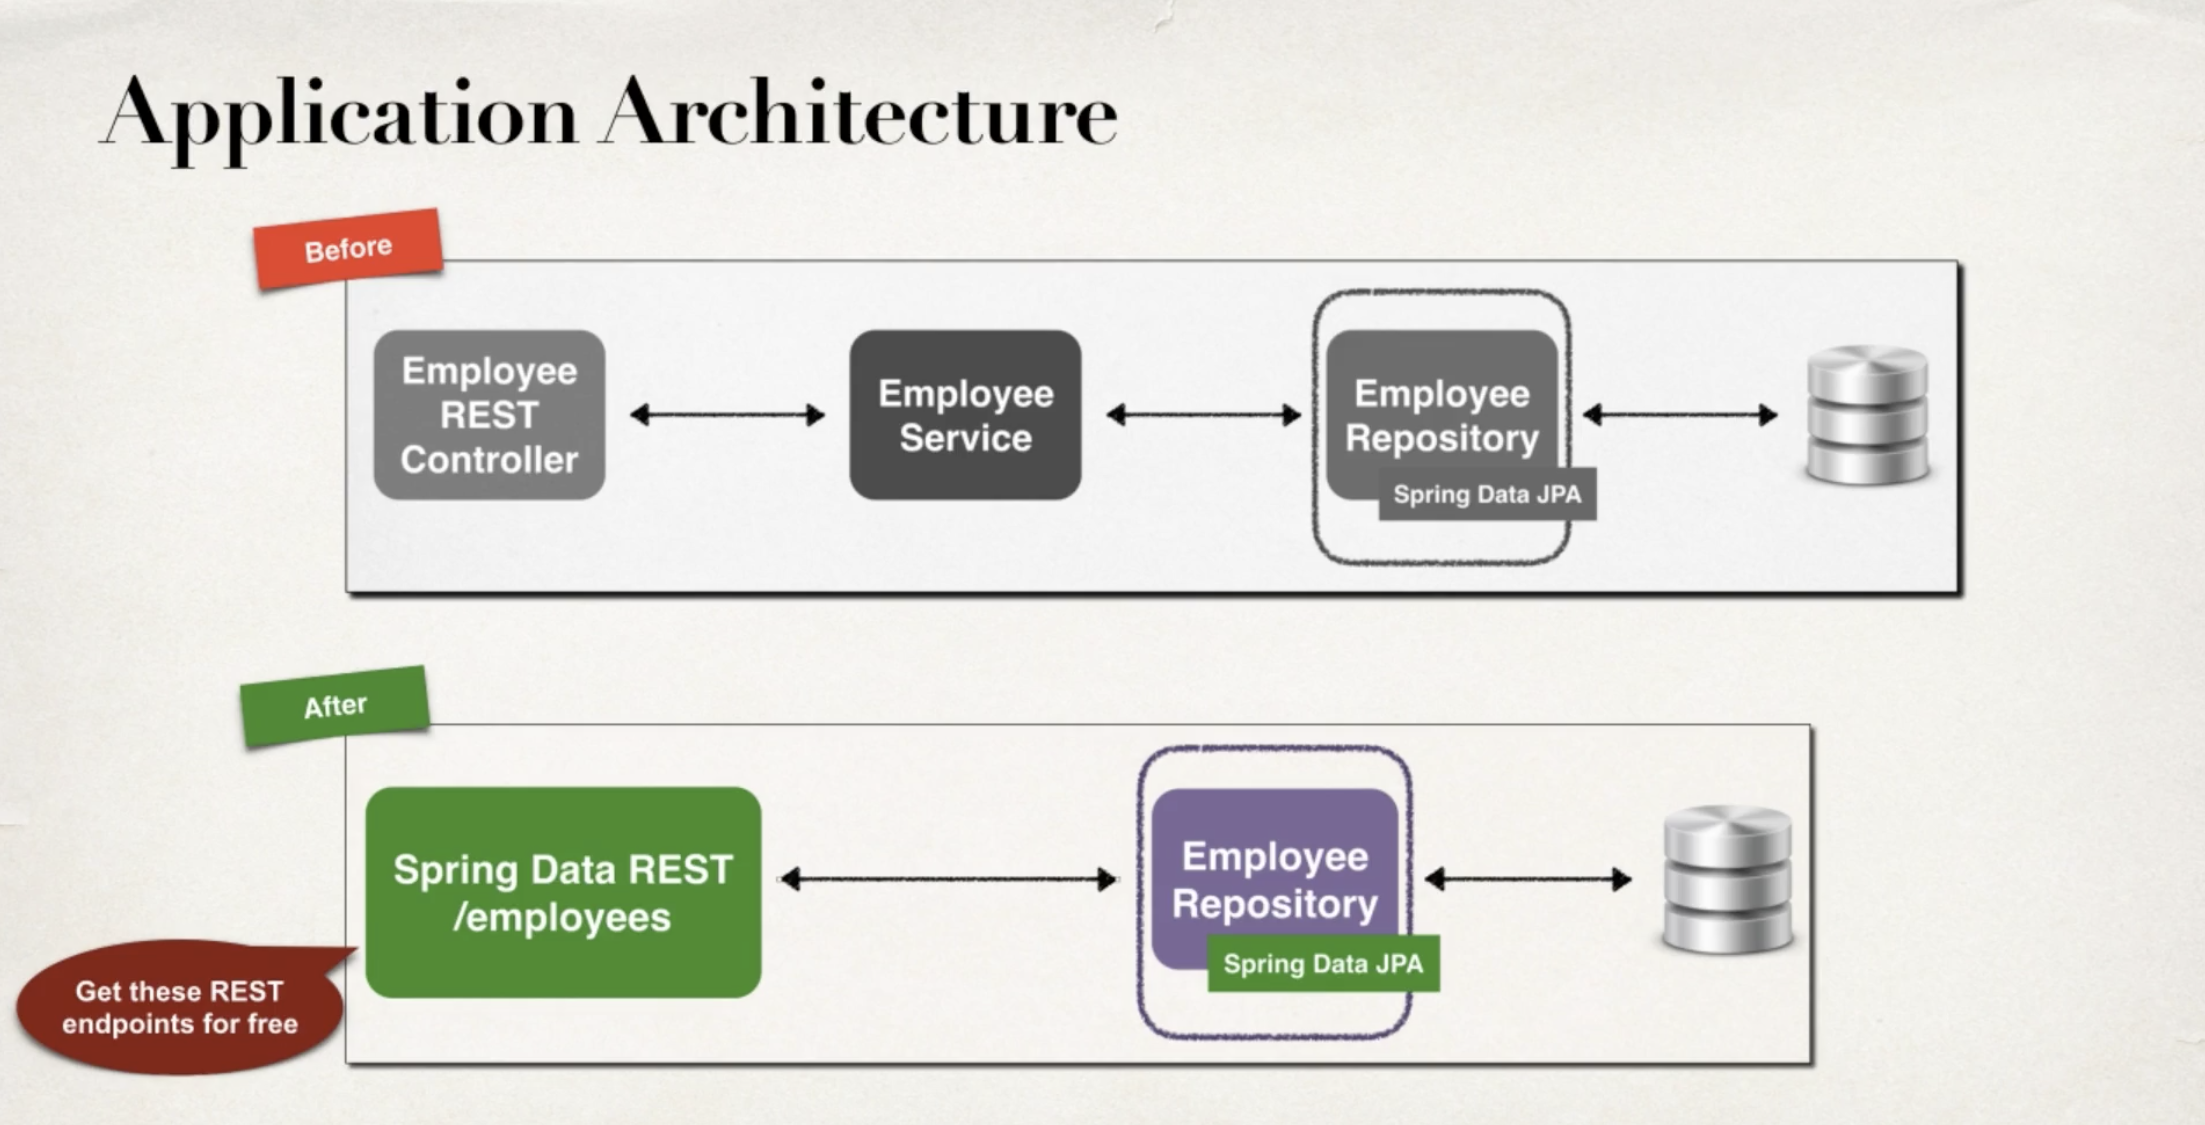 Application Architecture
Before
Employee
REST
Controller
Employee
Service
Employee
Repository
Spring Data JPA
After
Spring Data REST
/employees
Employee
Repository
Spring Data JPA
Get these REST
endpoints for free